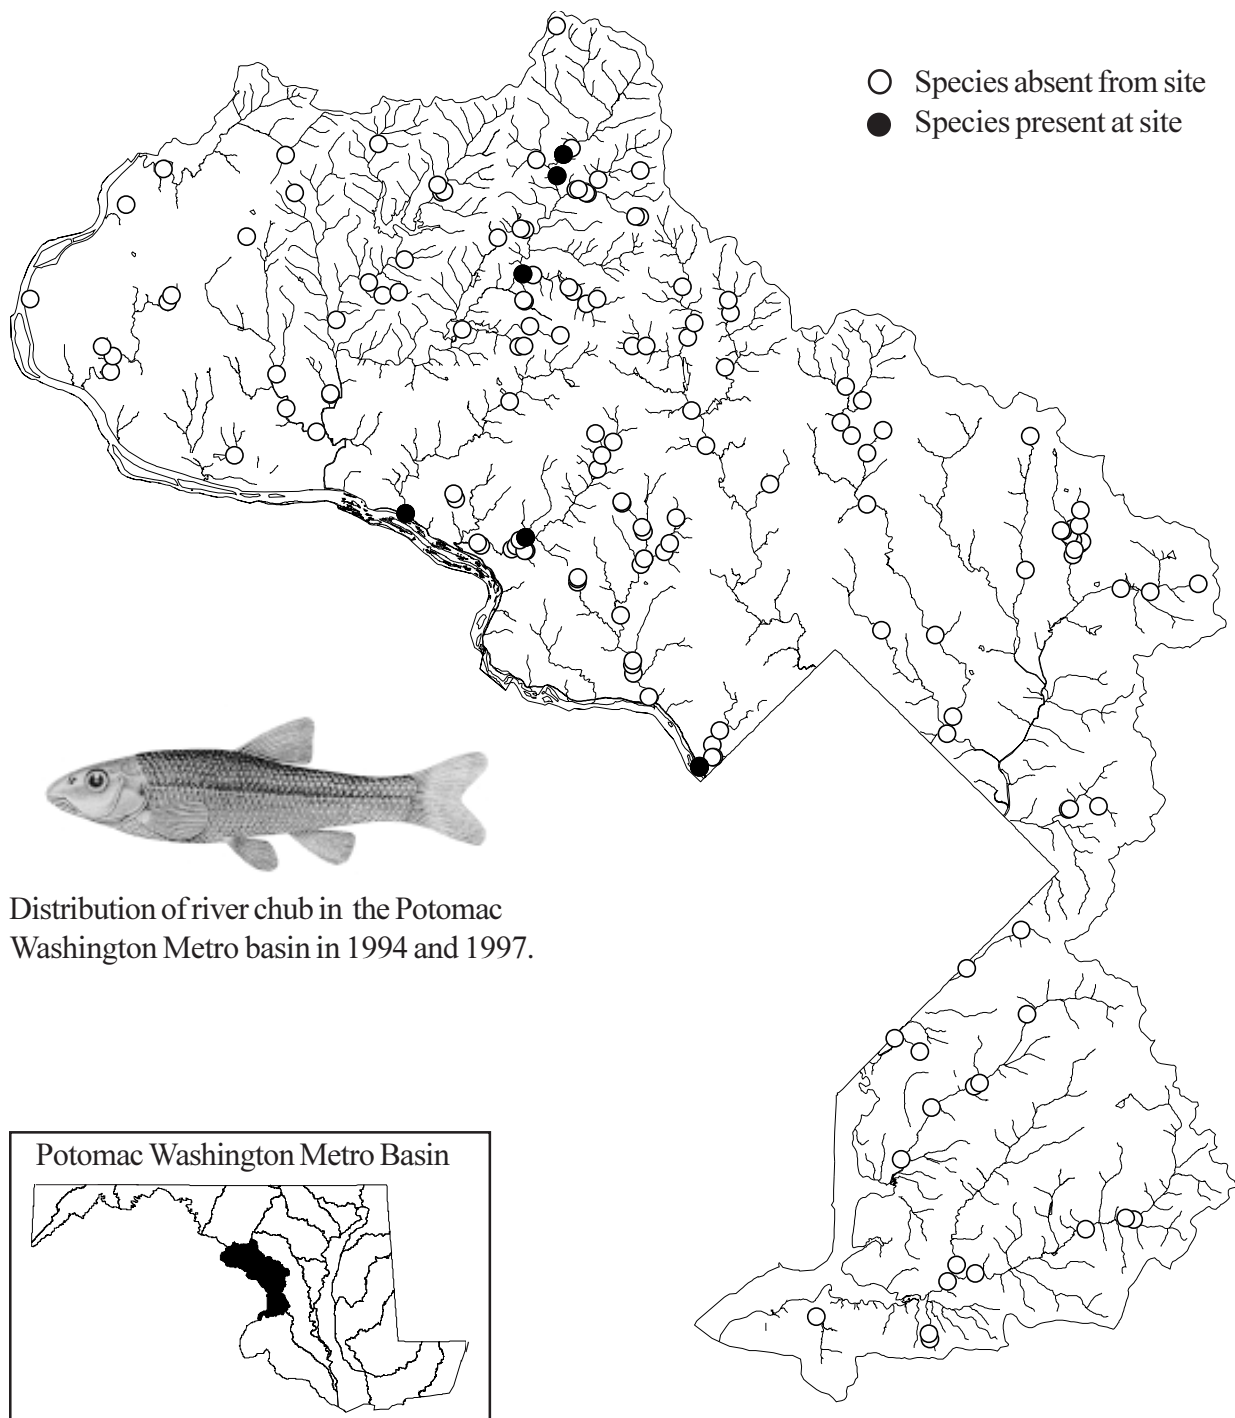 Species absent from site
Species present at site
Distribution of river chub in the Potomac
Washington Metro basin in 1994 and 1997.
Potomac Washington Metro Basin